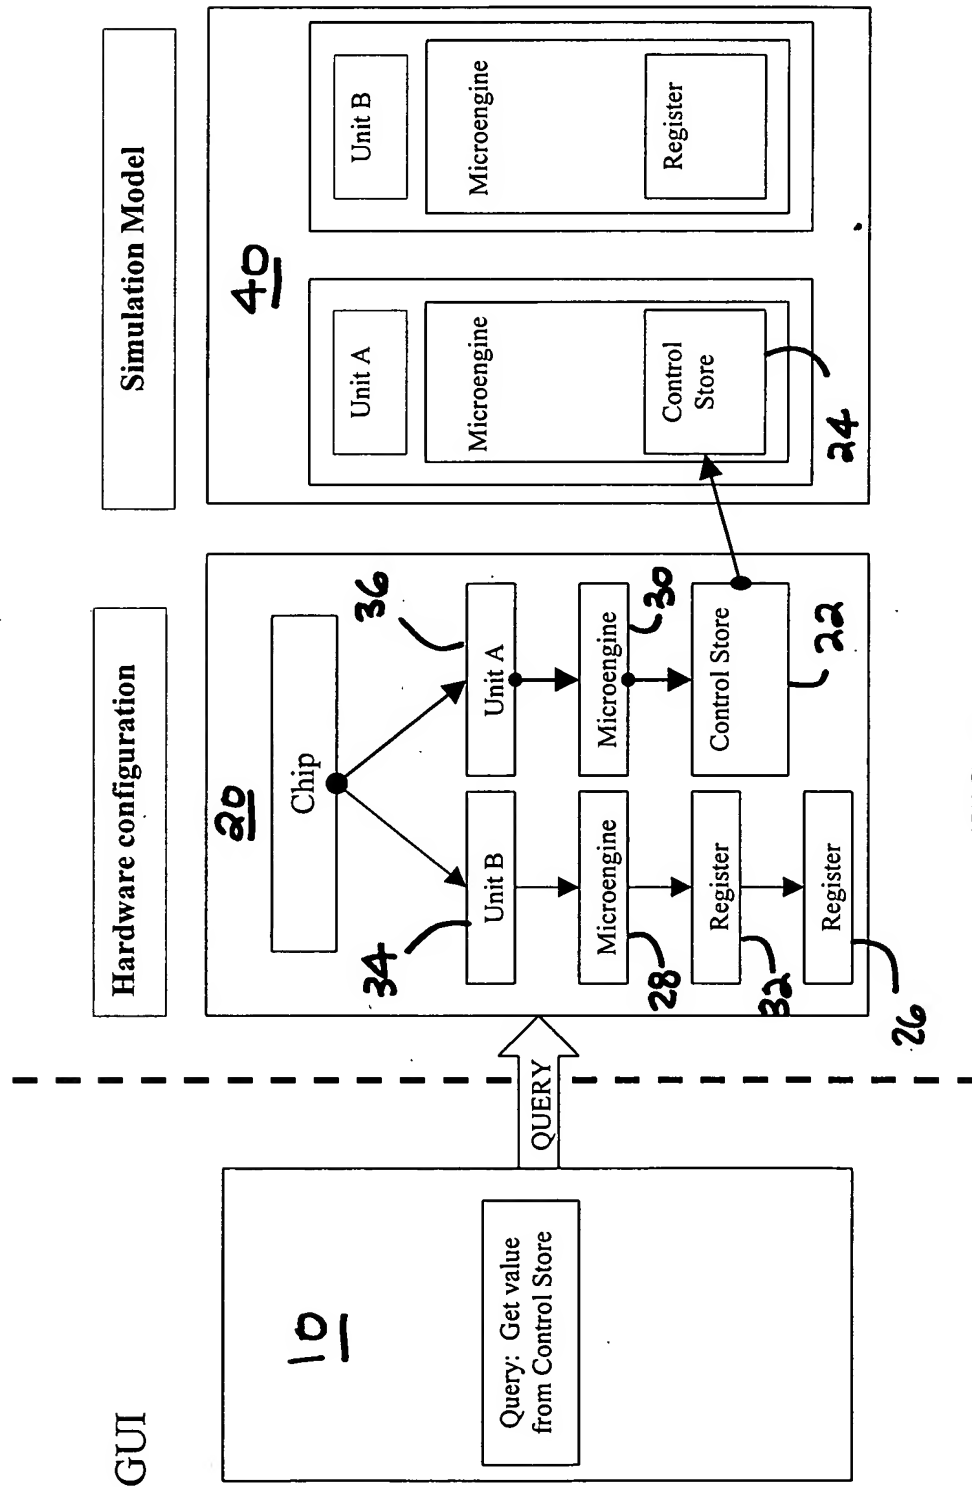 GUI
10
Query: Get value
from Control Store
QUERY
Hardware configuration
20
Chip
34
Unit B
36
Unit A
28
Microengine
Microengine
30
32
Register
Control Store
22
26
Register
Simulation Model
40
Unit A
Microengine
Control
Store
24
Unit B
Microengine
Register